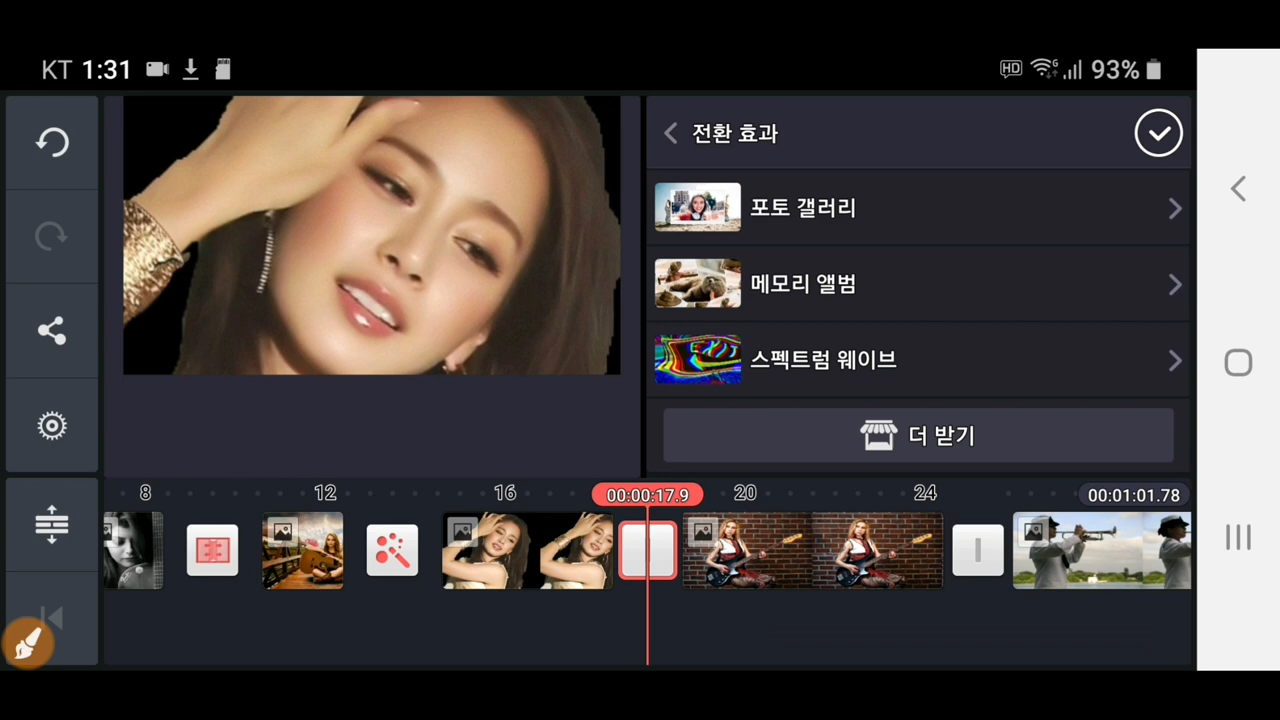 KT 1:31
HD 6 93%
전환 효과
포토 갤러리
메모리 앨범
EXIT
스펙트럼 웨이브
더 받기
8 12 16 00:00:17.9 20 24 00:01:01.78